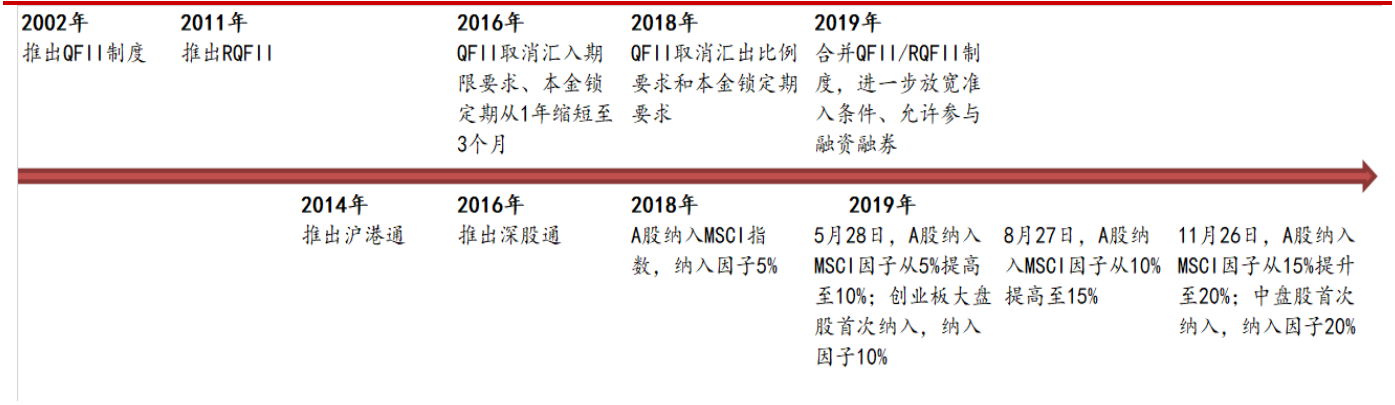 2002年
推出QFII制度
2011年
推出RQFII
2016年
QFII取消汇入期
限要求、本金锁
定期从1年缩短至
3个月
2018年
QFII取消汇出比例
要求和本金锁定期
要求
2019年
合并QFII/RQFII制
度，进一步放宽准
入条件、允许参与
融资融券
2014年
推出沪港通
2016年
推出深股通
2018年
A股纳入MSCI指
数，纳入因子5%
2019年
5月28日，A股纳入
MSCI因子从5%提高
至10%；创业板大盘
股首次纳入，纳入
因子10%
8月27日，A股纳
入MSCI因子从10%
提高至15%
11月26日，A股纳入
MSCI因子从15%提升
至20%；中盘股首次
纳入，纳入因子20%